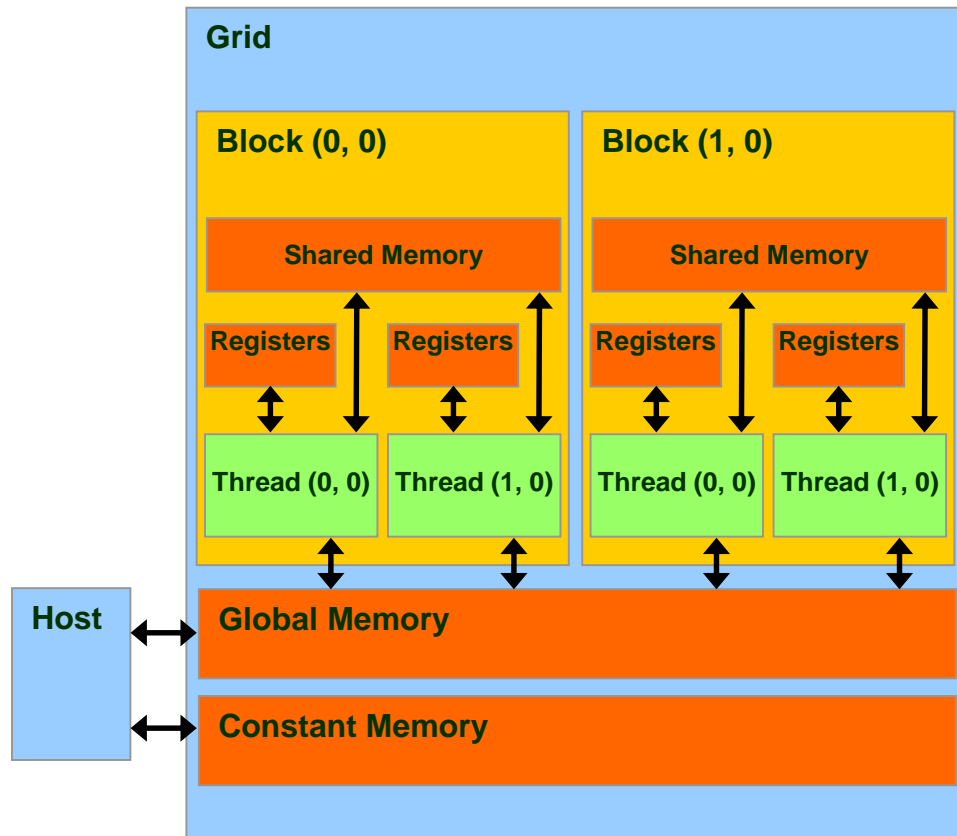 Grid
Block (0, 0)
Block (1, 0)
Shared Memory
Shared Memory
Registers
Registers
Registers
Registers
Thread (0, 0)
Thread (1, 0)
Thread (0, 0)
Thread (1, 0)
Host
Global Memory
Constant Memory